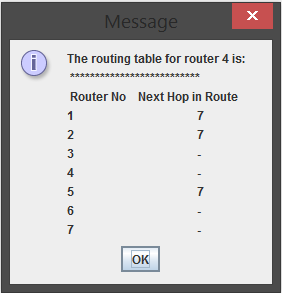 Message
The routing table for router 4 is:
**************************
Router No Next Hop in Route
1 7
2 7
3 -
4 -
5 7
6 -
7 -
OK